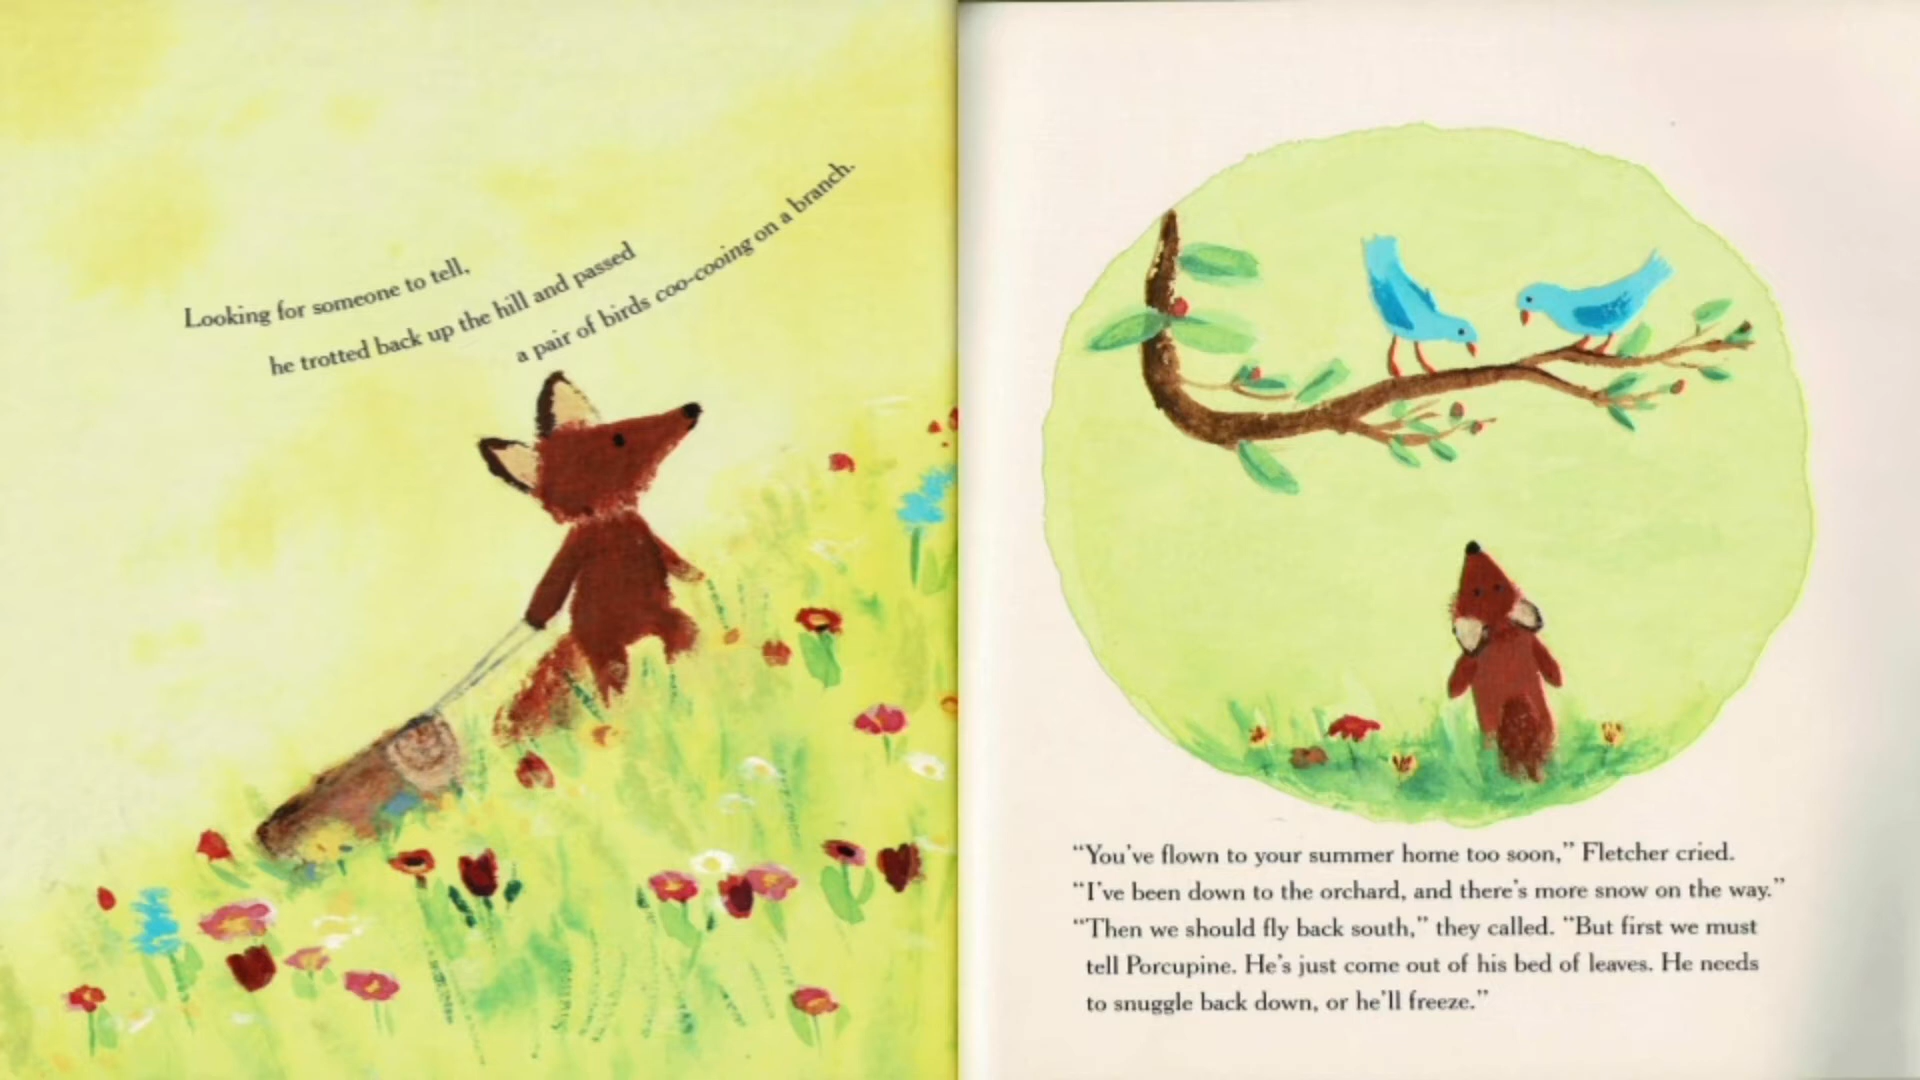 Looking for someone to tell,
he trotted back up the hill and passed
a pair of birds coo-cooing on a branch.
“You’ve flown to your summer home too soon,” Fletcher cried.
“I’ve been down to the orchard, and there’s more snow on the way.”
“Then we should fly back south,” they called. “But first we must
tell Porcupine. He’s just come out of his bed of leaves. He needs
to snuggle back down, or he’ll freeze.”